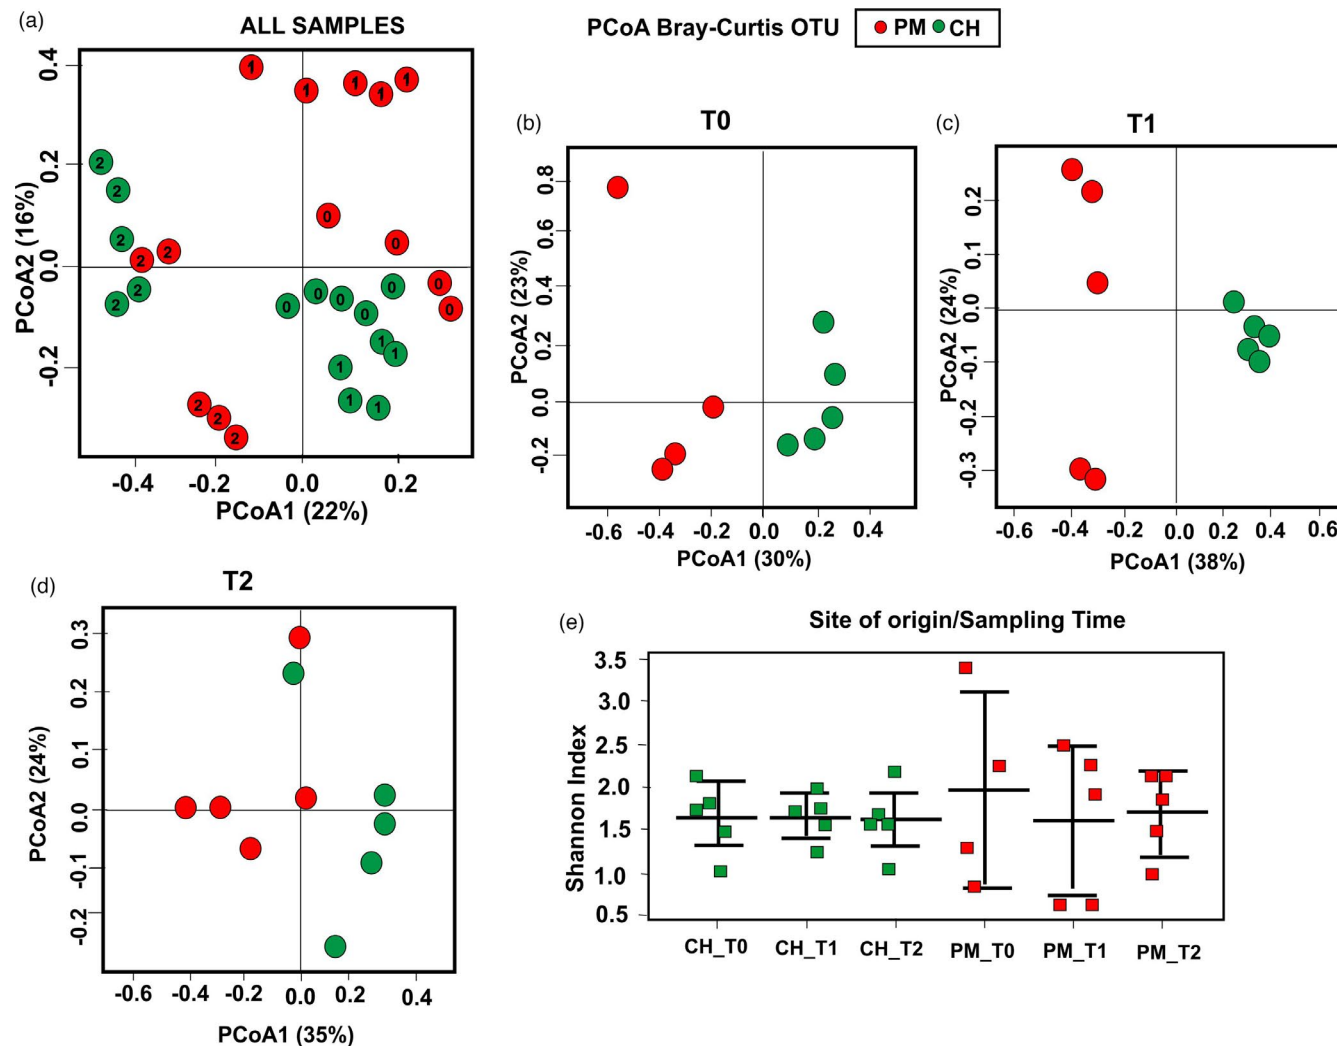 (a)
ALL SAMPLES
PCoA Bray-Curtis OTU
PM CH
0.4
0.2
0.0
-0.2
PCoA2 (16%)
1 1 1 1 1
2
2
2 2 2
2 2
0
0
0
0
0 0 0 0 0
1 1
1
1 1
2
2
2
-0.4 -0.2 0.0 0.2
PCoA1 (22%)
(b)
T0
0.8
0.6
0.4
0.2
0.0
-0.2
PCoA2 (23%)
-0.6 -0.4 -0.2 0.0 0.2 0.4
PCoA1 (30%)
(c)
T1
0.2
0.1
0.0
-0.1
-0.2
-0.3
PCoA2 (24%)
-0.6 -0.4 -0.2 0.0 0.2 0.4 0.6
PCoA1 (38%)
(d)
T2
0.3
0.2
0.1
0.0
-0.1
-0.2
PCoA2 (24%)
-0.6 -0.4 -0.2 0.0 0.2 0.4
PCoA1 (35%)
(e)
Site of origin/Sampling Time
3.5
3.0
2.5
2.0
1.5
1.0
0.5
Shannon Index
CH_T0 CH_T1 CH_T2 PM_T0 PM_T1 PM_T2